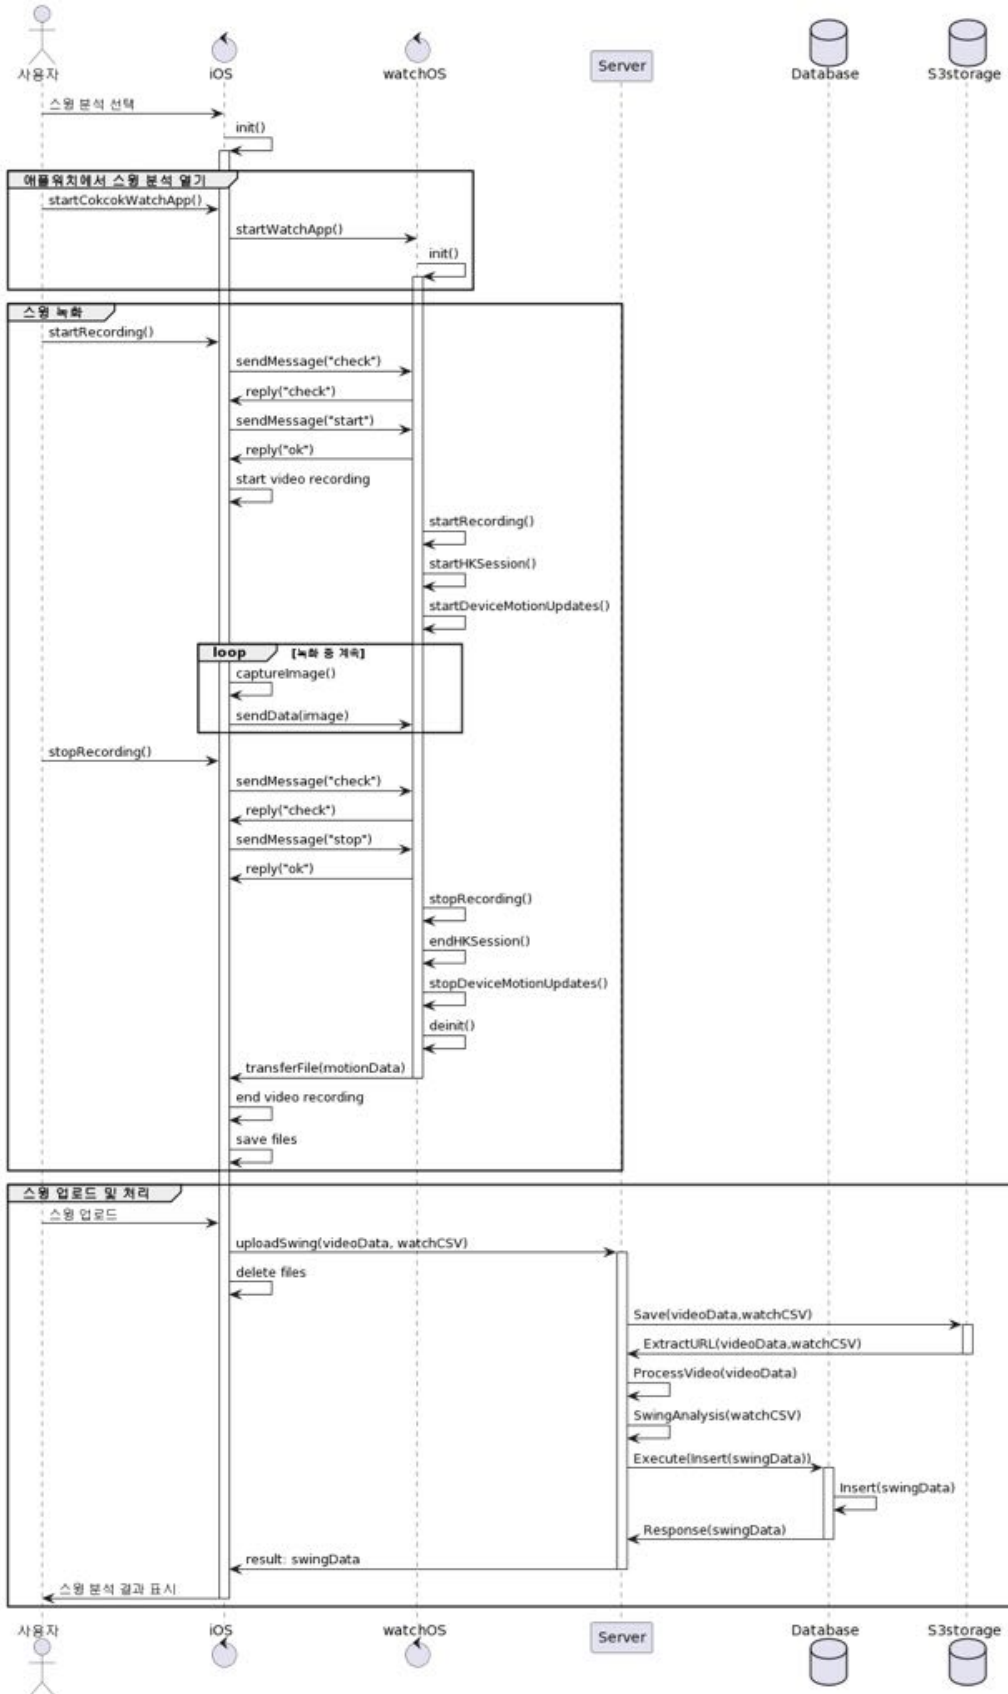 사용자
iOS
watchOS
Server
Database
S3storage
스윙 분석 선택
init()
애플워치에서 스윙 분석 열기
startCokcokWatchApp()
startWatchApp()
init()
스윙 녹화
startRecording()
sendMessage("check")
reply("check")
sendMessage("start")
reply("ok")
start video recording
startRecording()
startHKSession()
startDeviceMotionUpdates()
loop [녹화 중 계속]
captureImage()
sendData(image)
stopRecording()
sendMessage("check")
reply("check")
sendMessage("stop")
reply("ok")
stopRecording()
endHKSession()
stopDeviceMotionUpdates()
deinit()
transferFile(motionData)
end video recording
save files
스윙 업로드 및 처리
스윙 업로드
uploadSwing(videoData, watchCSV)
delete files
Save(videoData,watchCSV)
ExtractURL(videoData,watchCSV)
ProcessVideo(videoData)
SwingAnalysis(watchCSV)
Execute(Insert(swingData))
Insert(swingData)
Response(swingData)
result: swingData
스윙 분석 결과 표시
사용자
iOS
watchOS
Server
Database
S3storage